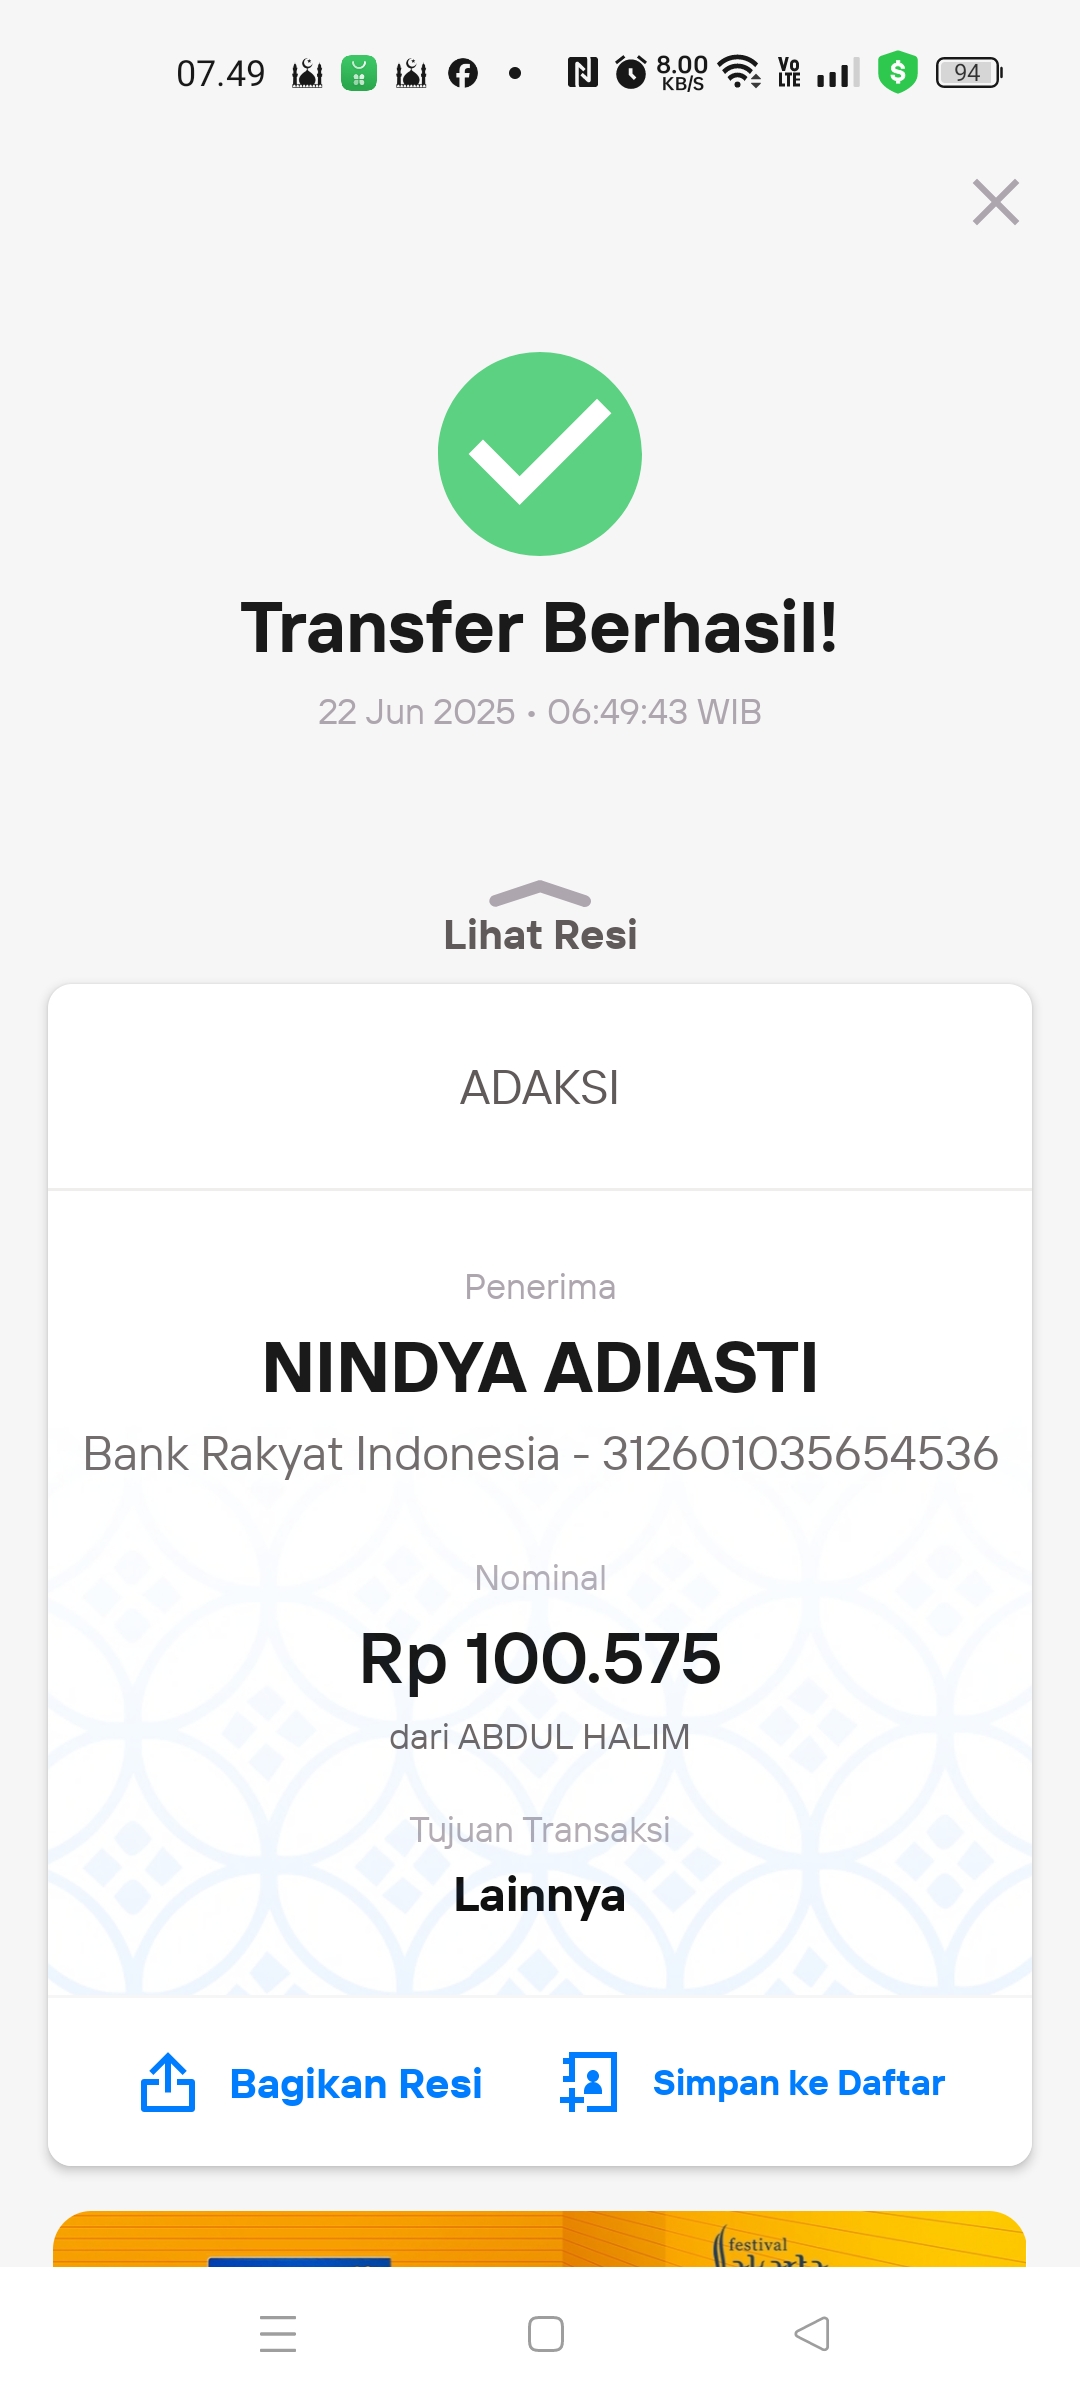 07.49
8.00
KB/S
Vo
LTE
94
Transfer Berhasil!
22 Jun 2025 • 06:49:43 WIB
Lihat Resi
ADAKSI
Penerima
NINDYA ADIASTI
Bank Rakyat Indonesia - 312601035654536
Nominal
Rp 100.575
dari ABDUL HALIM
Tujuan Transaksi
Lainnya
Bagikan Resi
Simpan ke Daftar
festival